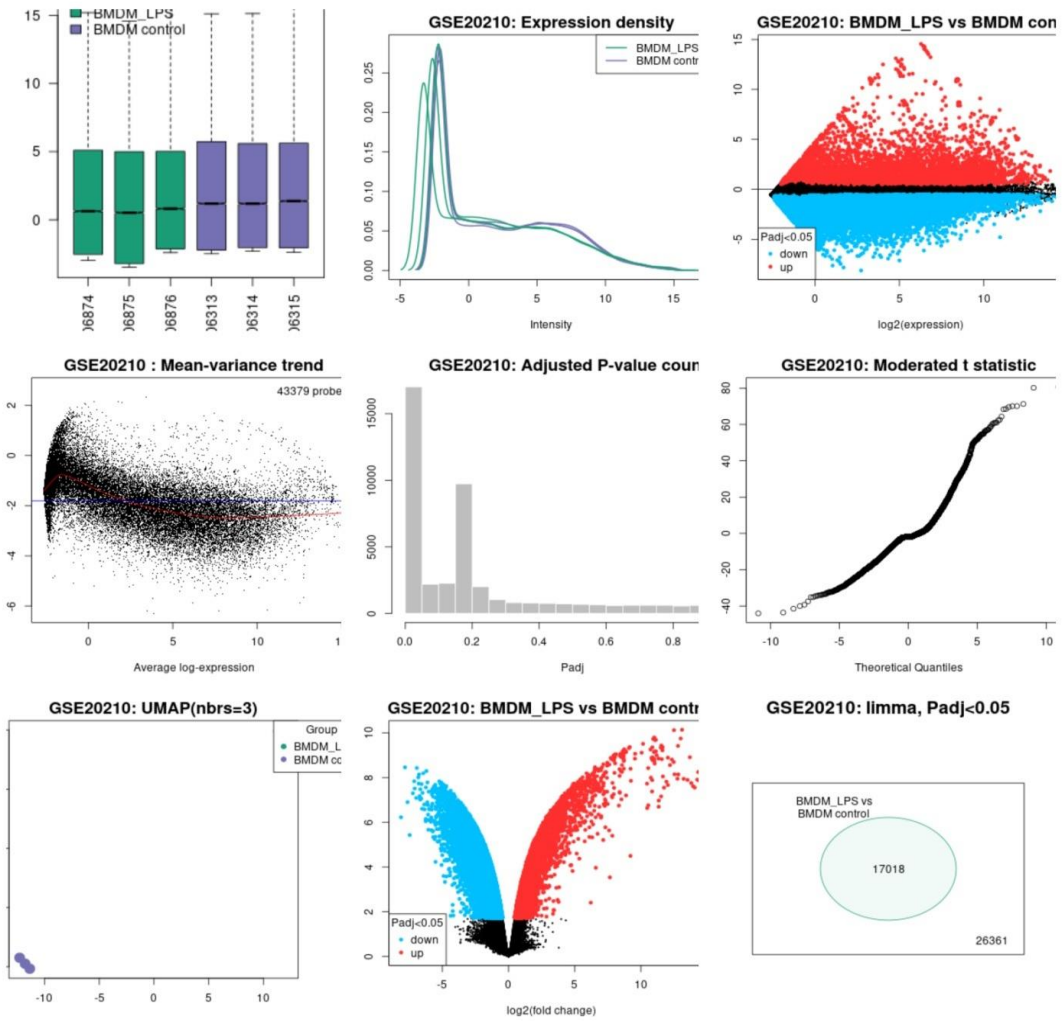 BMDM_LPS
BMDM control
15
10
5
0
GSE20210: Expression density
BMDM_LPS
BMDM contr
0.25
0.20
0.15
0.10
0.05
0.00
-5 0 5 10 15
Intensity
GSE20210: BMDM_LPS vs BMDM con
15
10
5
0
-5
Padj<0.05
down
up
0 5 10
log2(expression)
GSE20210 : Mean-variance trend
43379 probe
2
0
-2
-4
-6
0 5 10 1
Average log-expression
GSE20210: Adjusted P-value coun
15000
10000
5000
0
0.0 0.2 0.4 0.6 0.8
Padj
GSE20210: Moderated t statistic
80
60
40
20
0
-20
-40
-10 -5 0 5 10
Theoretical Quantiles
GSE20210: UMAP(nbrs=3)
Group
BMDM_L
BMDM co
-10 -5 0 5 10
GSE20210: BMDM_LPS vs BMDM contr
10
8
6
4
2
0
Padj<0.05
down
up
-5 0 5 10
log2(fold change)
GSE20210: limma, Padj<0.05
BMDM_LPS vs
BMDM control
17018
26361